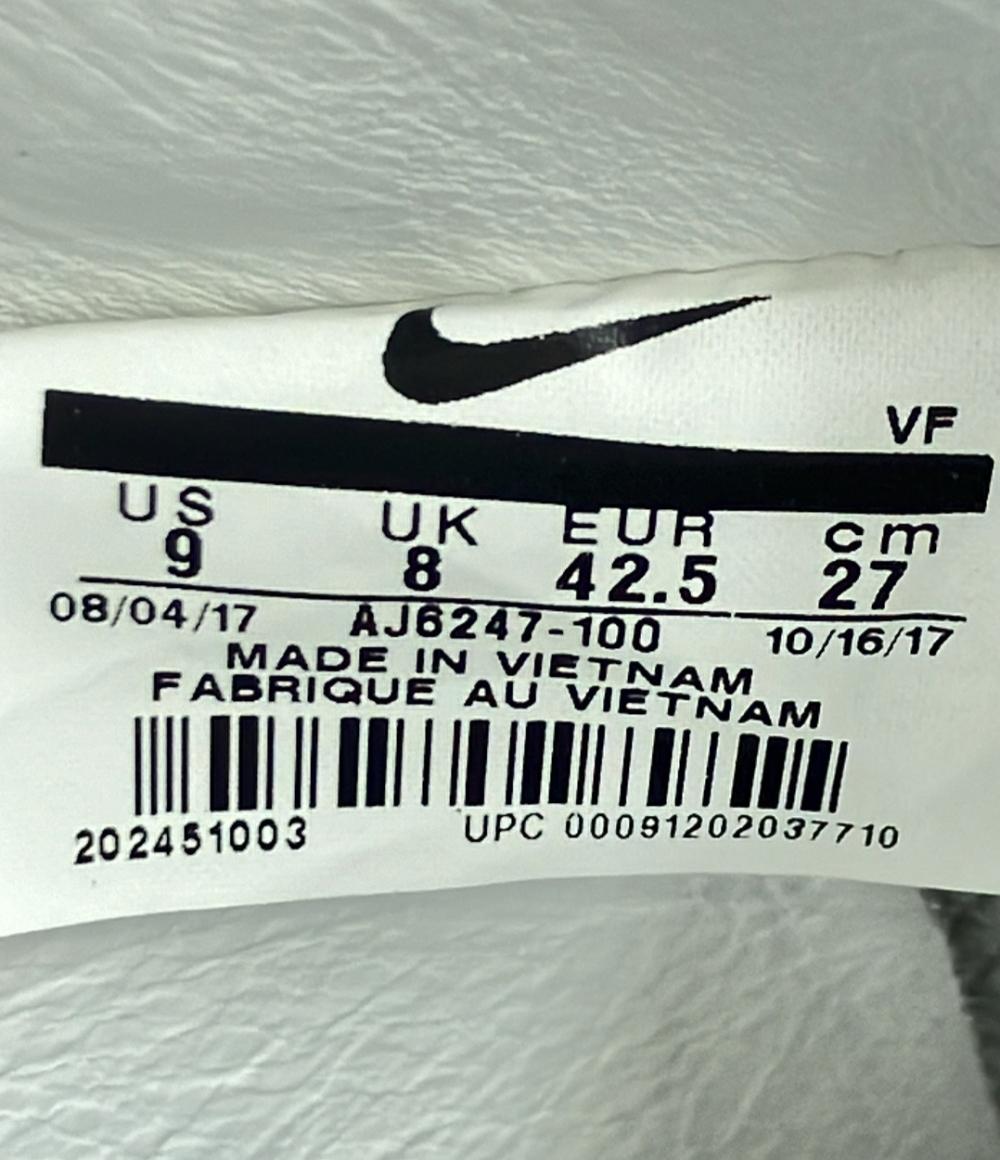 VF
US UK EUR cm
9 8 42.5 27
08/04/17 AJ6247-100 10/16/17
MADE IN VIETNAM
FABRIQUE AU VIETNAM
202451003 UPC 00091202037710